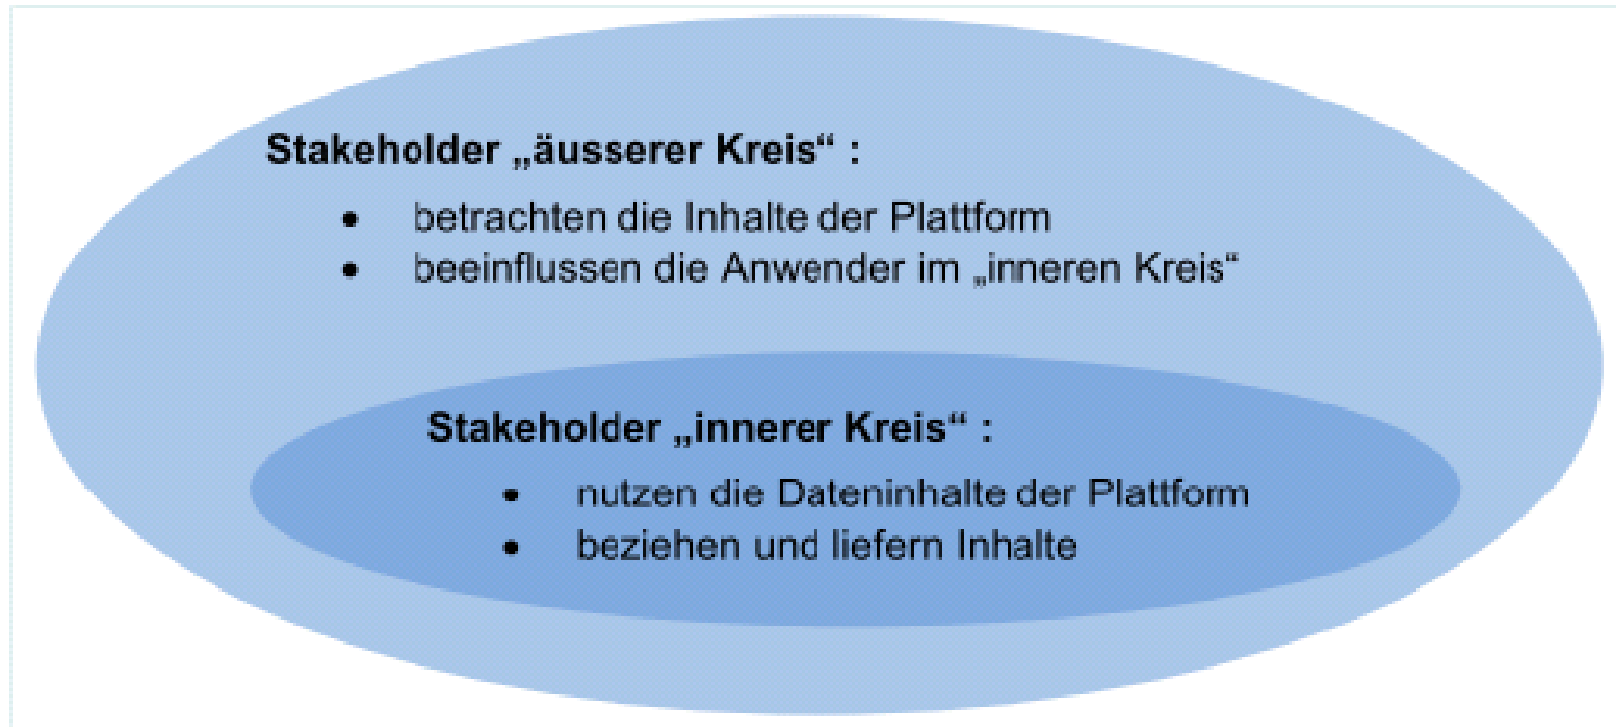 Stakeholder „äusserer Kreis“ :
• betrachten die Inhalte der Plattform
• beeinflussen die Anwender im „inneren Kreis“
Stakeholder „innerer Kreis“ :
• nutzen die Dateninhalte der Plattform
• beziehen und liefern Inhalte